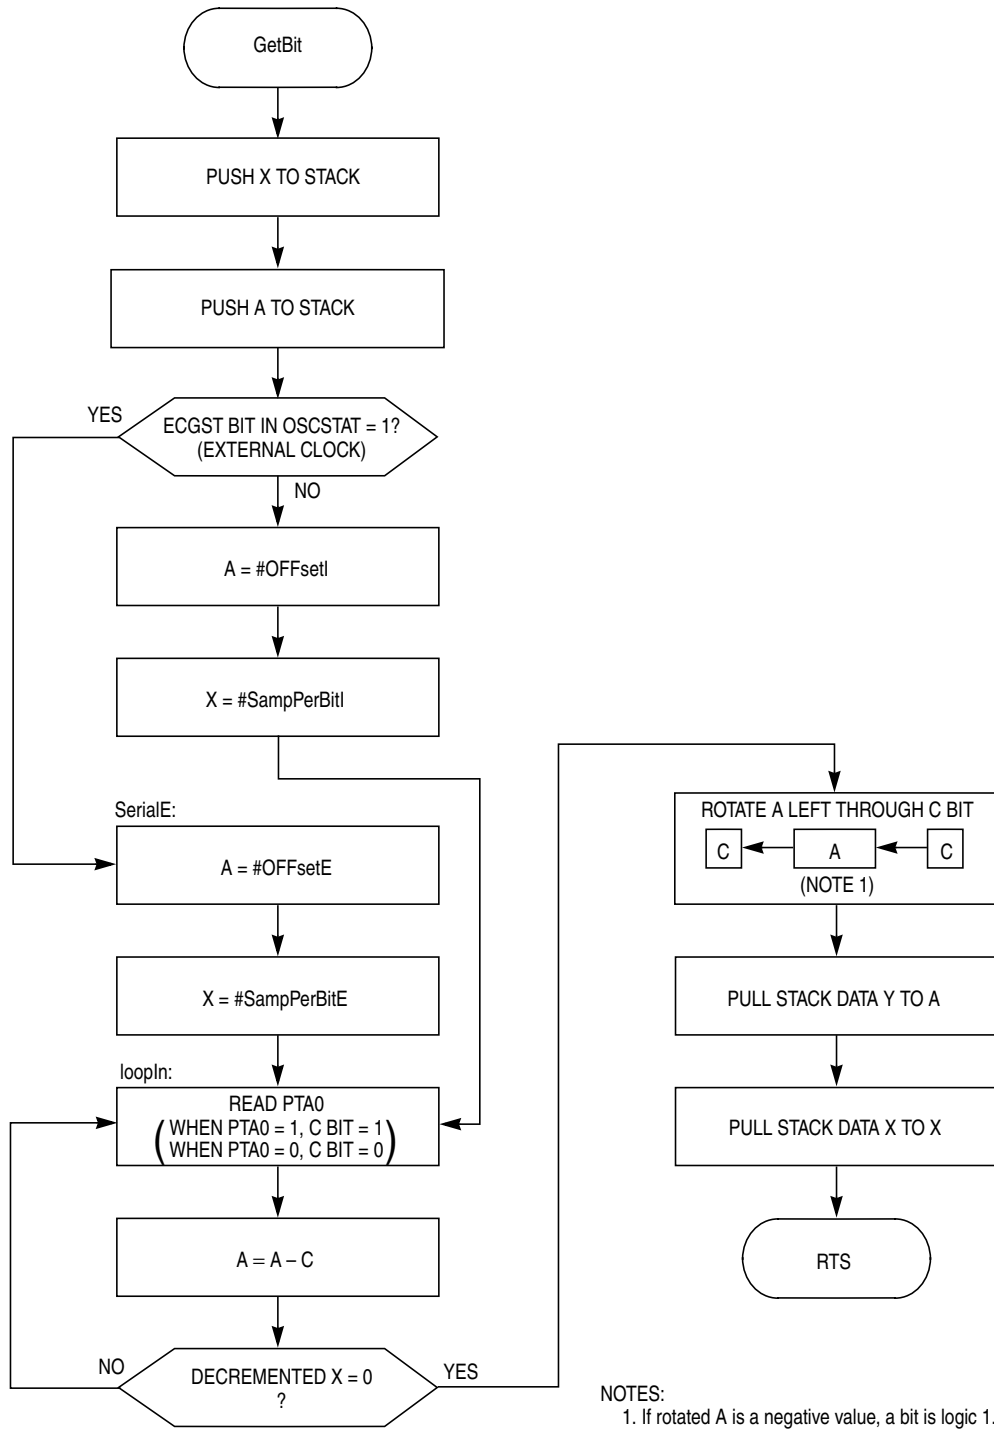 GetBit
PUSH X TO STACK
PUSH A TO STACK
YES
ECGST BIT IN OSCSTAT = 1?
(EXTERNAL CLOCK)
NO
A = #OFFsetI
X = #SampPerBitI
SerialE:
A = #OFFsetE
X = #SampPerBitE
loopIn:
READ PTA0
(WHEN PTA0 = 1, C BIT = 1
WHEN PTA0 = 0, C BIT = 0)
A = A – C
NO
DECREMENTED X = 0
?
YES
ROTATE A LEFT THROUGH C BIT
C A C
(NOTE 1)
PULL STACK DATA Y TO A
PULL STACK DATA X TO X
RTS
NOTES:
1. If rotated A is a negative value, a bit is logic 1.